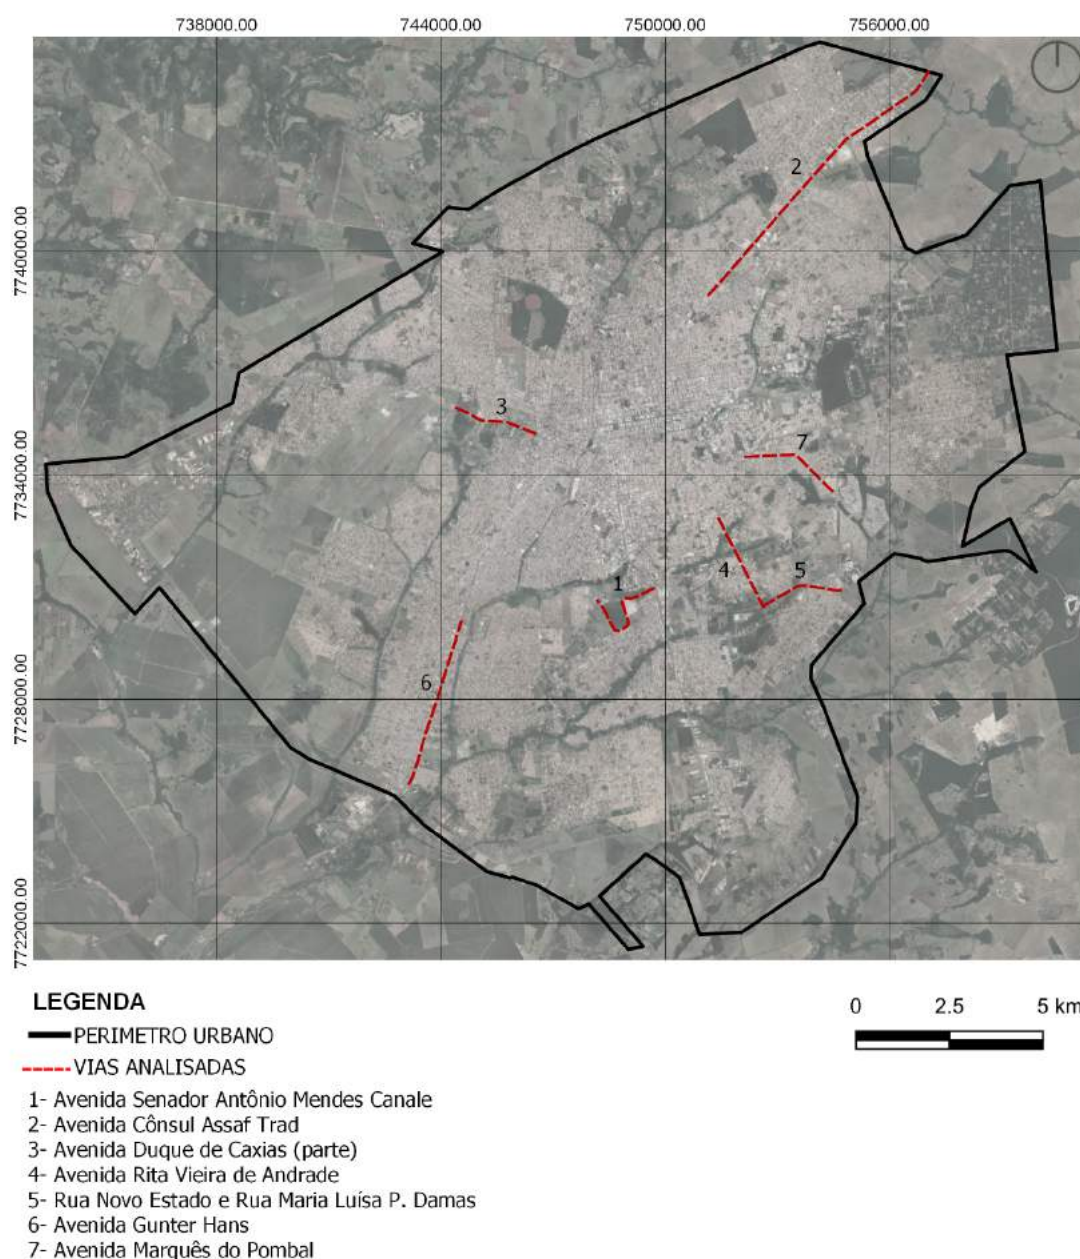 738000.00 744000.00 750000.00 756000.00
7740000.00
7734000.00
7728000.00
7722000.00
2
3
7
4
5
1
6
LEGENDA
PERIMETRO URBANO
VIAS ANALISADAS
1- Avenida Senador Antônio Mendes Canale
2- Avenida Cônsul Assaf Trad
3- Avenida Duque de Caxias (parte)
4- Avenida Rita Vieira de Andrade
5- Rua Novo Estado e Rua Maria Luísa P. Damas
6- Avenida Gunter Hans
7- Avenida Marquês do Pombal
0 2.5 5 km